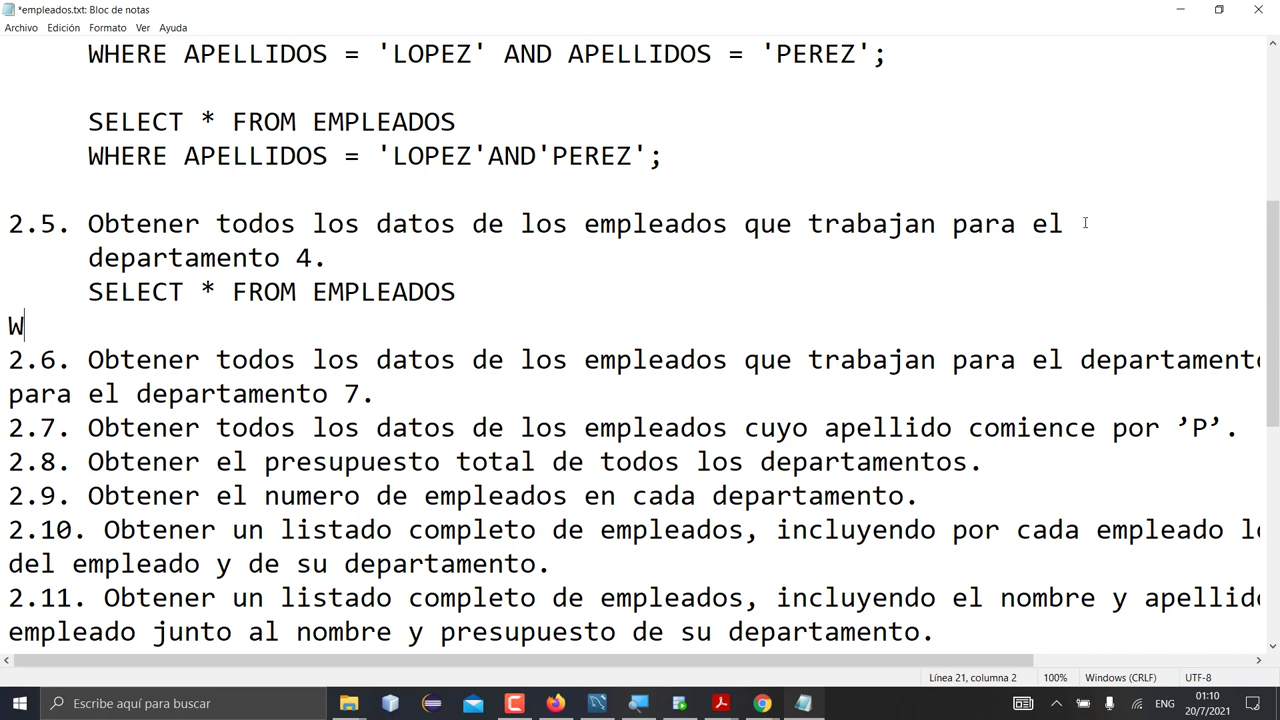 *empleados.txt: Bloc de notas
Archivo Edición Formato Ver Ayuda
WHERE APELLIDOS = 'LOPEZ' AND APELLIDOS = 'PEREZ';
SELECT * FROM EMPLEADOS
WHERE APELLIDOS = 'LOPEZ'AND'PEREZ';
2.5. Obtener todos los datos de los empleados que trabajan para el
departamento 4.
SELECT * FROM EMPLEADOS
W
2.6. Obtener todos los datos de los empleados que trabajan para el departament
para el departamento 7.
2.7. Obtener todos los datos de los empleados cuyo apellido comience por ’P’.
2.8. Obtener el presupuesto total de todos los departamentos.
2.9. Obtener el numero de empleados en cada departamento.
2.10. Obtener un listado completo de empleados, incluyendo por cada empleado l
del empleado y de su departamento.
2.11. Obtener un listado completo de empleados, incluyendo el nombre y apellid
empleado junto al nombre y presupuesto de su departamento.
Línea 21, columna 2 100% Windows (CRLF) UTF-8
Escribe aquí para buscar
ENG
01:10
20/7/2021